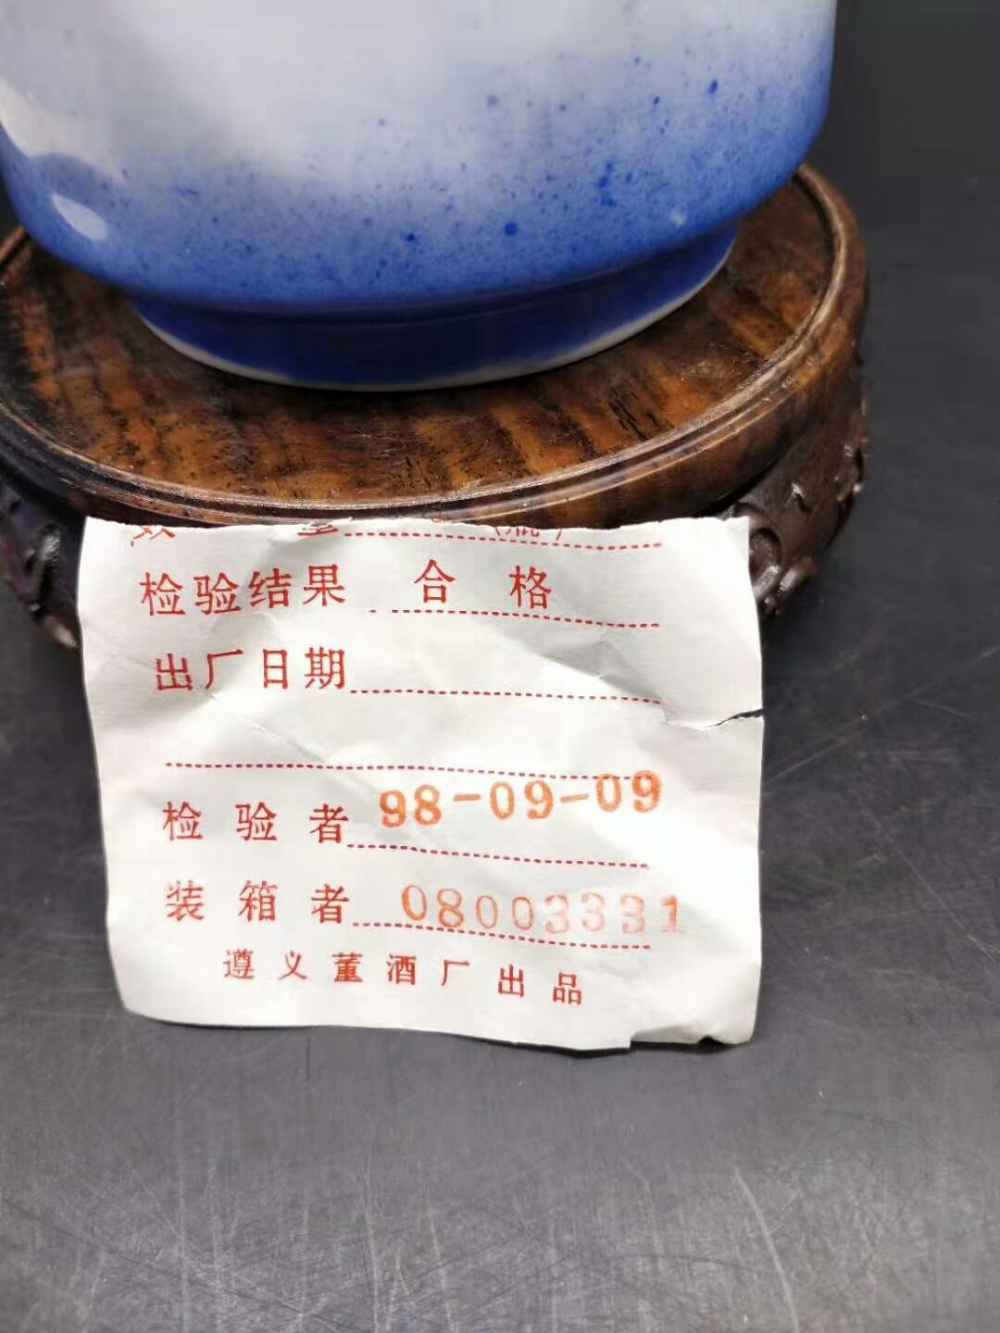 检验结果 合格
出厂日期
98-09-09
检验者
08003331
装箱者
遵义董酒厂出品